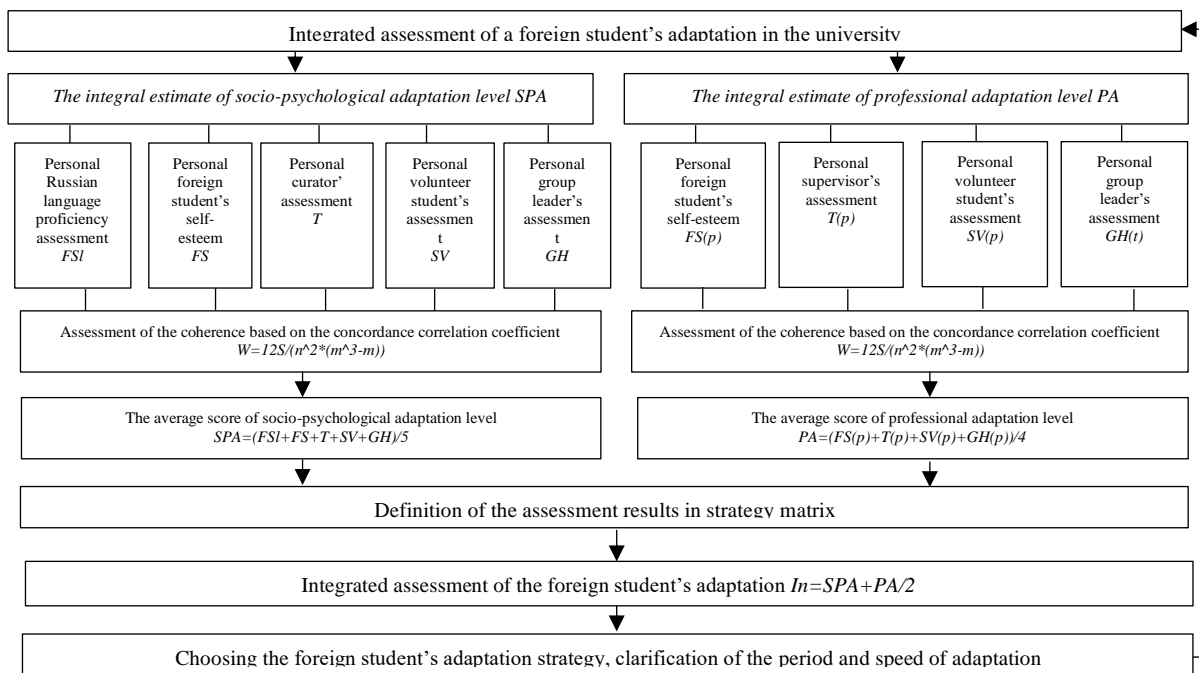 Integrated assessment of a foreign student's adaptation in the university
The integral estimate of socio-psychological adaptation level SPA
The integral estimate of professional adaptation level PA
Personal
Russian
language
proficiency
assessment
FSl
Personal
foreign
student's
self-
esteem
FS
Personal
curator'
assessment
T
Personal
volunteer
student's
assessmen
t
SV
Personal
group
leader's
assessmen
t
GH
Personal
foreign
student's
self-esteem
FS(p)
Personal
supervisor's
assessment
T(p)
Personal
volunteer
student's
assessment
SV(p)
Personal
group
leader's
assessment
GH(t)
Assessment of the coherence based on the concordance correlation coefficient
W=12S/(n^2*(m^3-m))
Assessment of the coherence based on the concordance correlation coefficient
W=12S/(n^2*(m^3-m))
The average score of socio-psychological adaptation level
SPA=(FSl+FS+T+SV+GH)/5
The average score of professional adaptation level
PA=(FS(p)+T(p)+SV(p)+GH(p))/4
Definition of the assessment results in strategy matrix
Integrated assessment of the foreign student's adaptation In=SPA+PA/2
Choosing the foreign student's adaptation strategy, clarification of the period and speed of adaptation